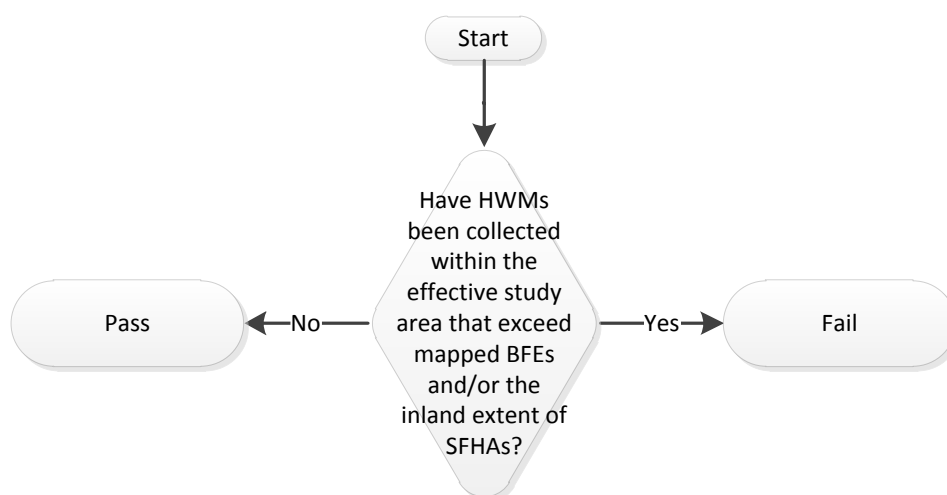 Start
Have HWMs
been collected
within the
effective study
area that exceed
mapped BFEs
and/or the
inland extent of
SFHAs?
Pass
No
Yes
Fail